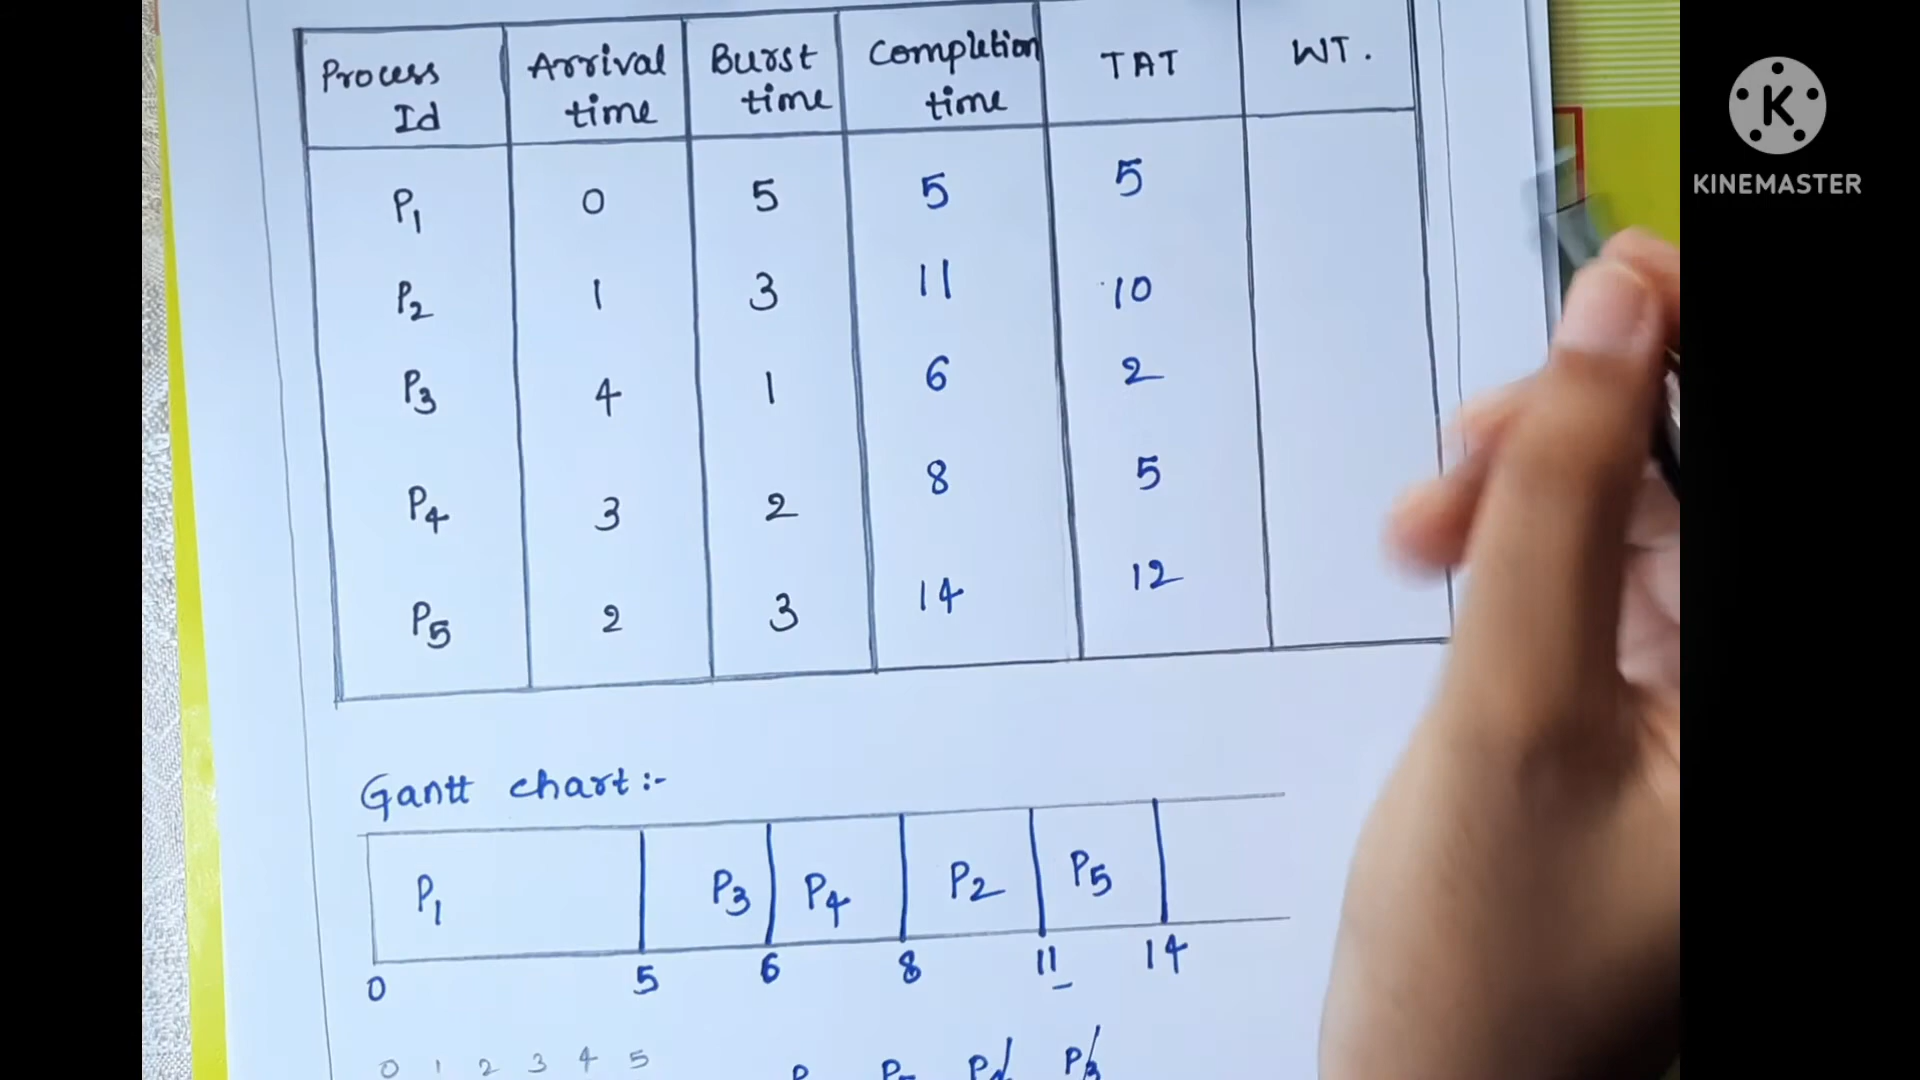 Process Id Arrival time Burst time Completion time TAT WT.
P1 0 5 5 5
P2 1 3 11 10
P3 4 1 6 2
P4 3 2 8 5
P5 2 3 14 12
Gantt chart:-
P1 P3 P4 P2 P5
0 5 6 8 11 14
0 1 2 3 4 5
KINEMASTER